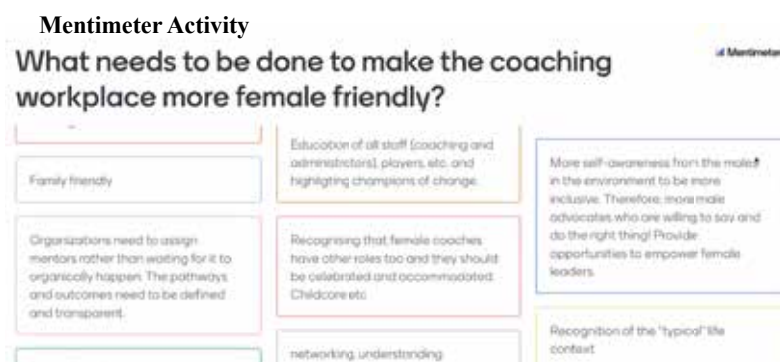 Mentimeter Activity
What needs to be done to make the coaching
workplace more female friendly?
Mentimeter
Family friendly
Organizations need to assign
mentors rather than waiting for it to
organically happen. The pathways
and outcomes need to be defined
and transparent.
Education of all staff (coaching and
administrators), players, etc. and
highligting champions of change.
Recognising that female coaches
have other roles too and they should
be celebrated and accommodated.
Childcare etc
networking, understanding
More self-awareness from the males
in the environment to be more
inclusive. Therefore, more male
advocates who are willing to say and
do the right thing! Provide
opportunities to empower female
leaders.
Recognition of the "typical" life
context